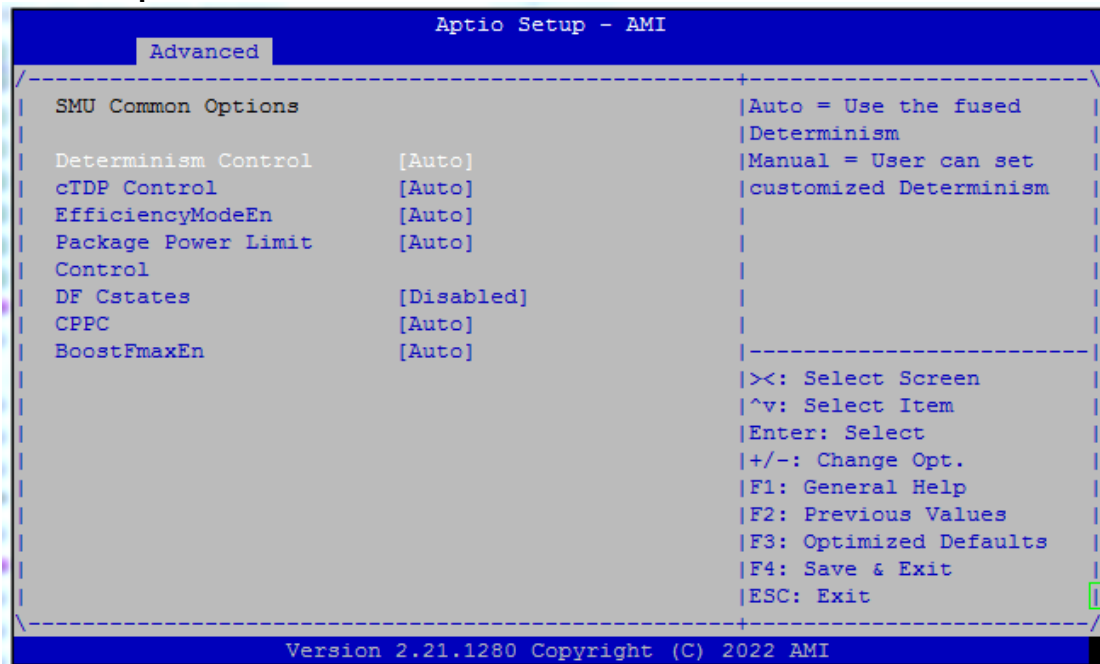 Aptio Setup - AMI
Advanced
SMU Common Options
Determinism Control [Auto]
cTDP Control [Auto]
EfficiencyModeEn [Auto]
Package Power Limit [Auto]
Control
DF Cstates [Disabled]
CPPC [Auto]
BoostFmaxEn [Auto]
Auto = Use the fused
Determinism
Manual = User can set
customized Determinism
><: Select Screen
^v: Select Item
Enter: Select
+/-: Change Opt.
F1: General Help
F2: Previous Values
F3: Optimized Defaults
F4: Save & Exit
ESC: Exit
Version 2.21.1280 Copyright (C) 2022 AMI